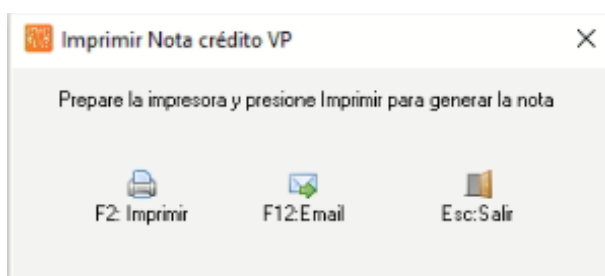 Imprimir Nota crédito VP
Prepare la impresora y presione Imprimir para generar la nota
F2: Imprimir F12:Email Esc:Salir